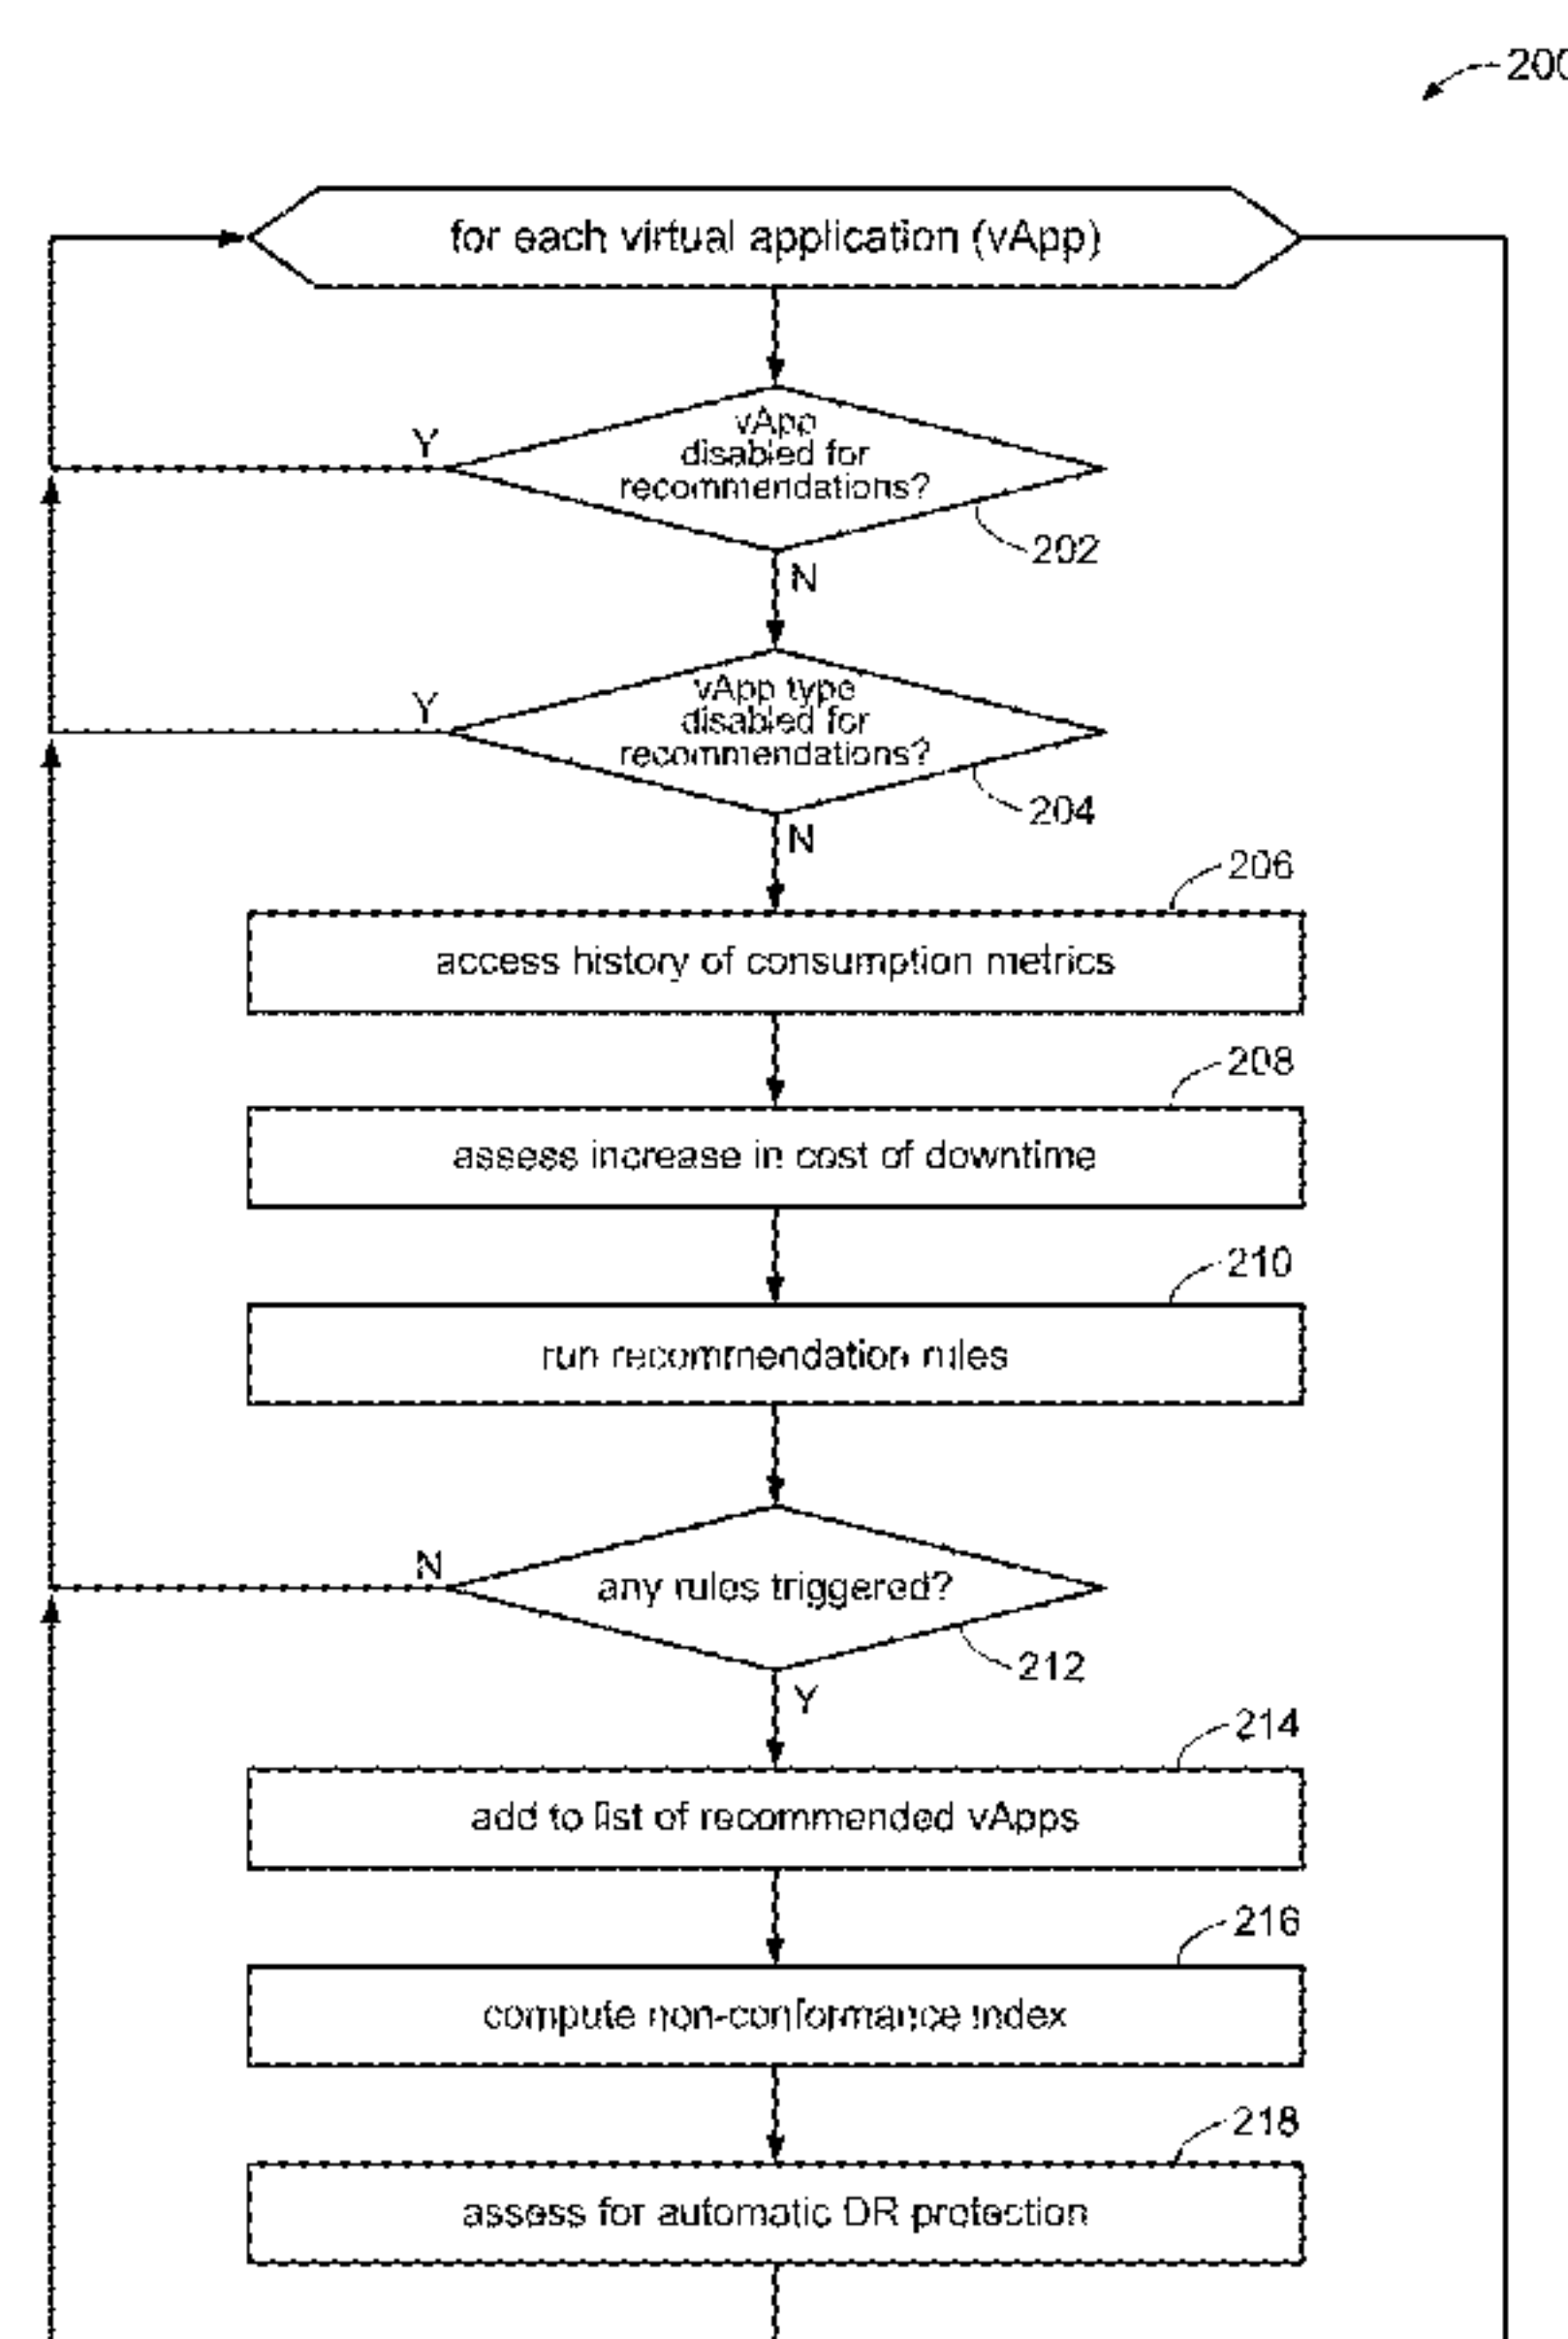 200
for each virtual application (vApp)
Y
vApp
disabled for
recommendations?
202
N
Y
vApp type
disabled for
recommendations?
204
N
206
access history of consumption metrics
208
assess increase in cost of downtime
210
run recommendation rules
N
any rules triggered?
212
Y
214
add to list of recommended vApps
216
compute non-conformance index
218
assess for automatic DR protection